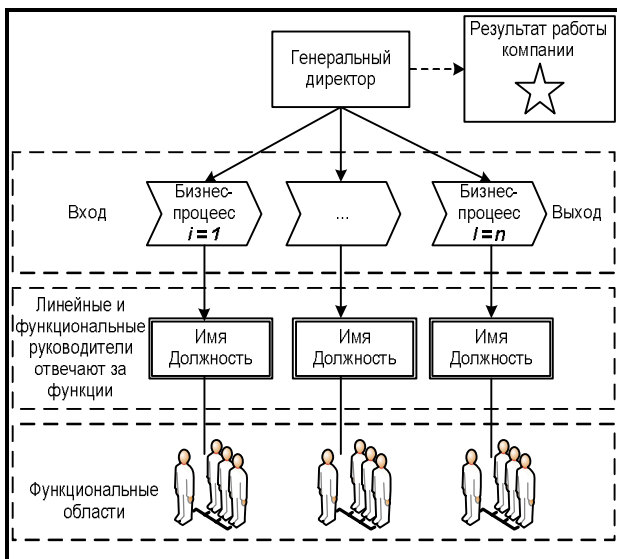 Генеральный
директор
Результат работы
компании
Вход
Бизнес-
процеес
i = 1
...
Бизнес-
процеес
I = n
Выход
Линейные и
функциональные
руководители
отвечают за
функции
Имя
Должность
Имя
Должность
Имя
Должность
Функциональные
области